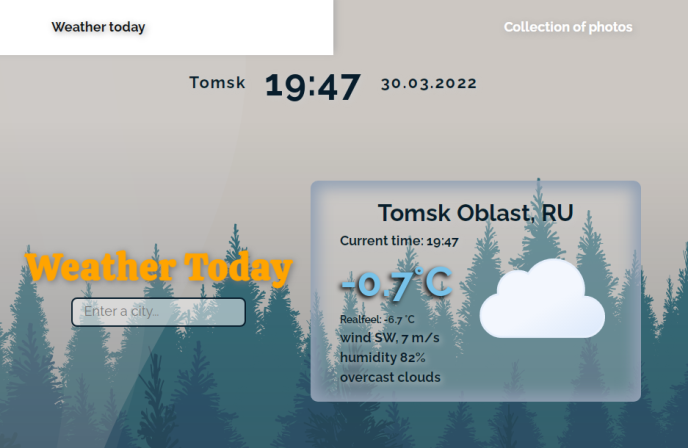 Weather today
Collection of photos
Tomsk 19:47 30.03.2022
Weather Today
Enter a city...
Tomsk Oblast, RU
Current time: 19:47
-0.7°C
Realfeel: -6.7 °C
wind SW, 7 m/s
humidity 82%
overcast clouds